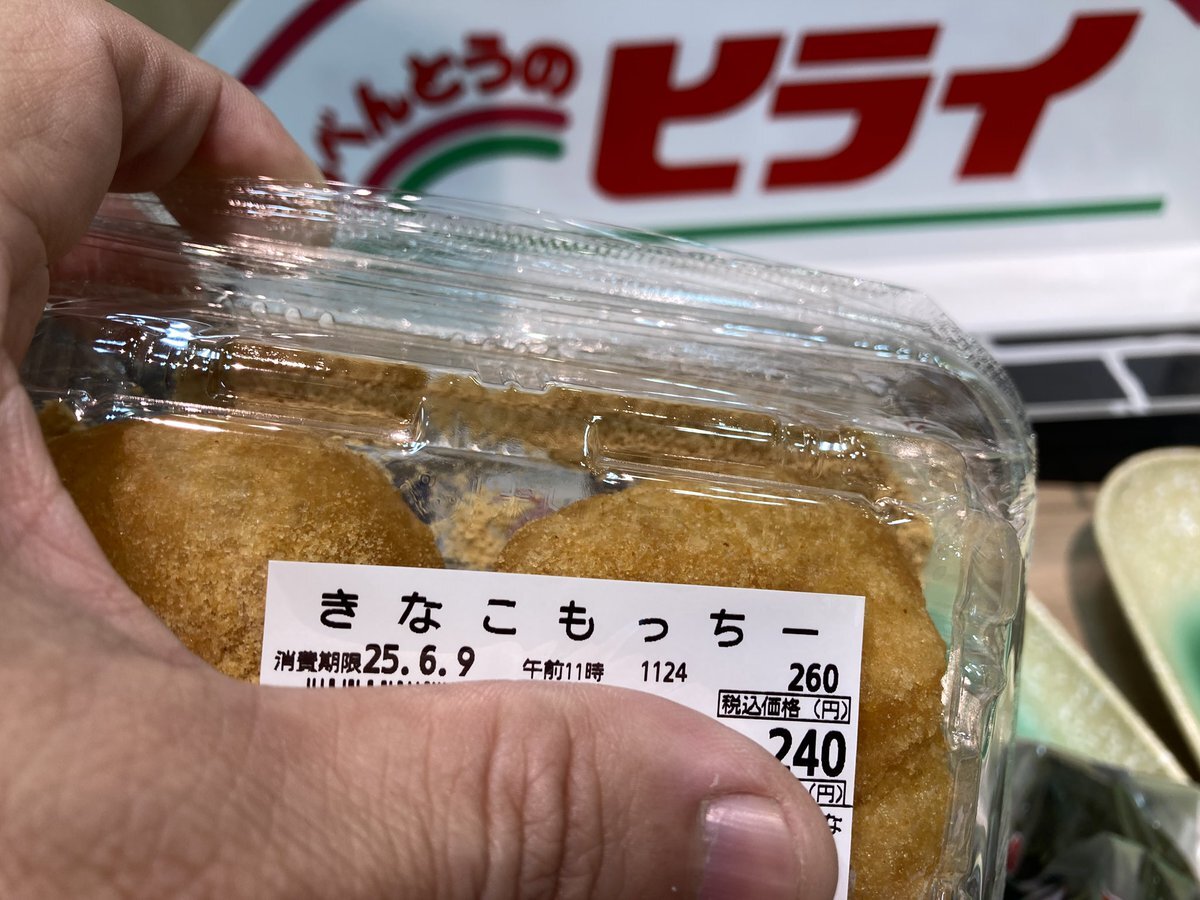 べんとうの
ヒライ
きなこもっちー
消費期限25.6.9 午前11時 1124
260
税込価格(円)
240
(円)
な